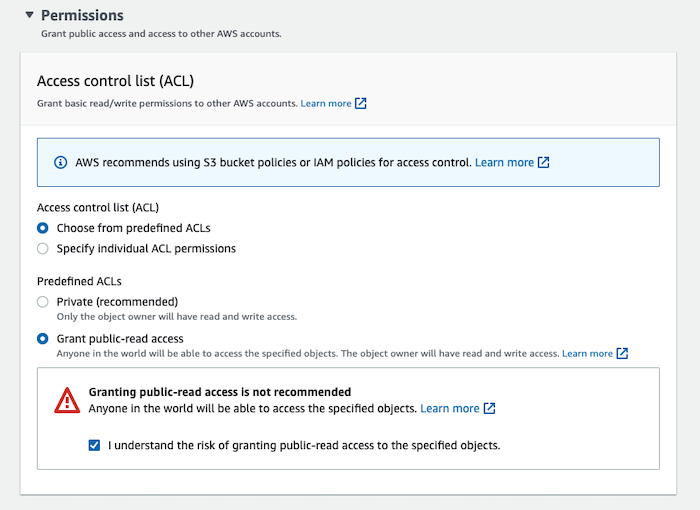 Permissions
Grant public access and access to other AWS accounts.
Access control list (ACL)
Grant basic read/write permissions to other AWS accounts. Learn more
AWS recommends using S3 bucket policies or IAM policies for access control. Learn more
Access control list (ACL)
Choose from predefined ACLs
Specify individual ACL permissions
Predefined ACLs
Private (recommended)
Only the object owner will have read and write access.
Grant public-read access
Anyone in the world will be able to access the specified objects. The object owner will have read and write access. Learn more
Granting public-read access is not recommended
Anyone in the world will be able to access the specified objects. Learn more
I understand the risk of granting public-read access to the specified objects.